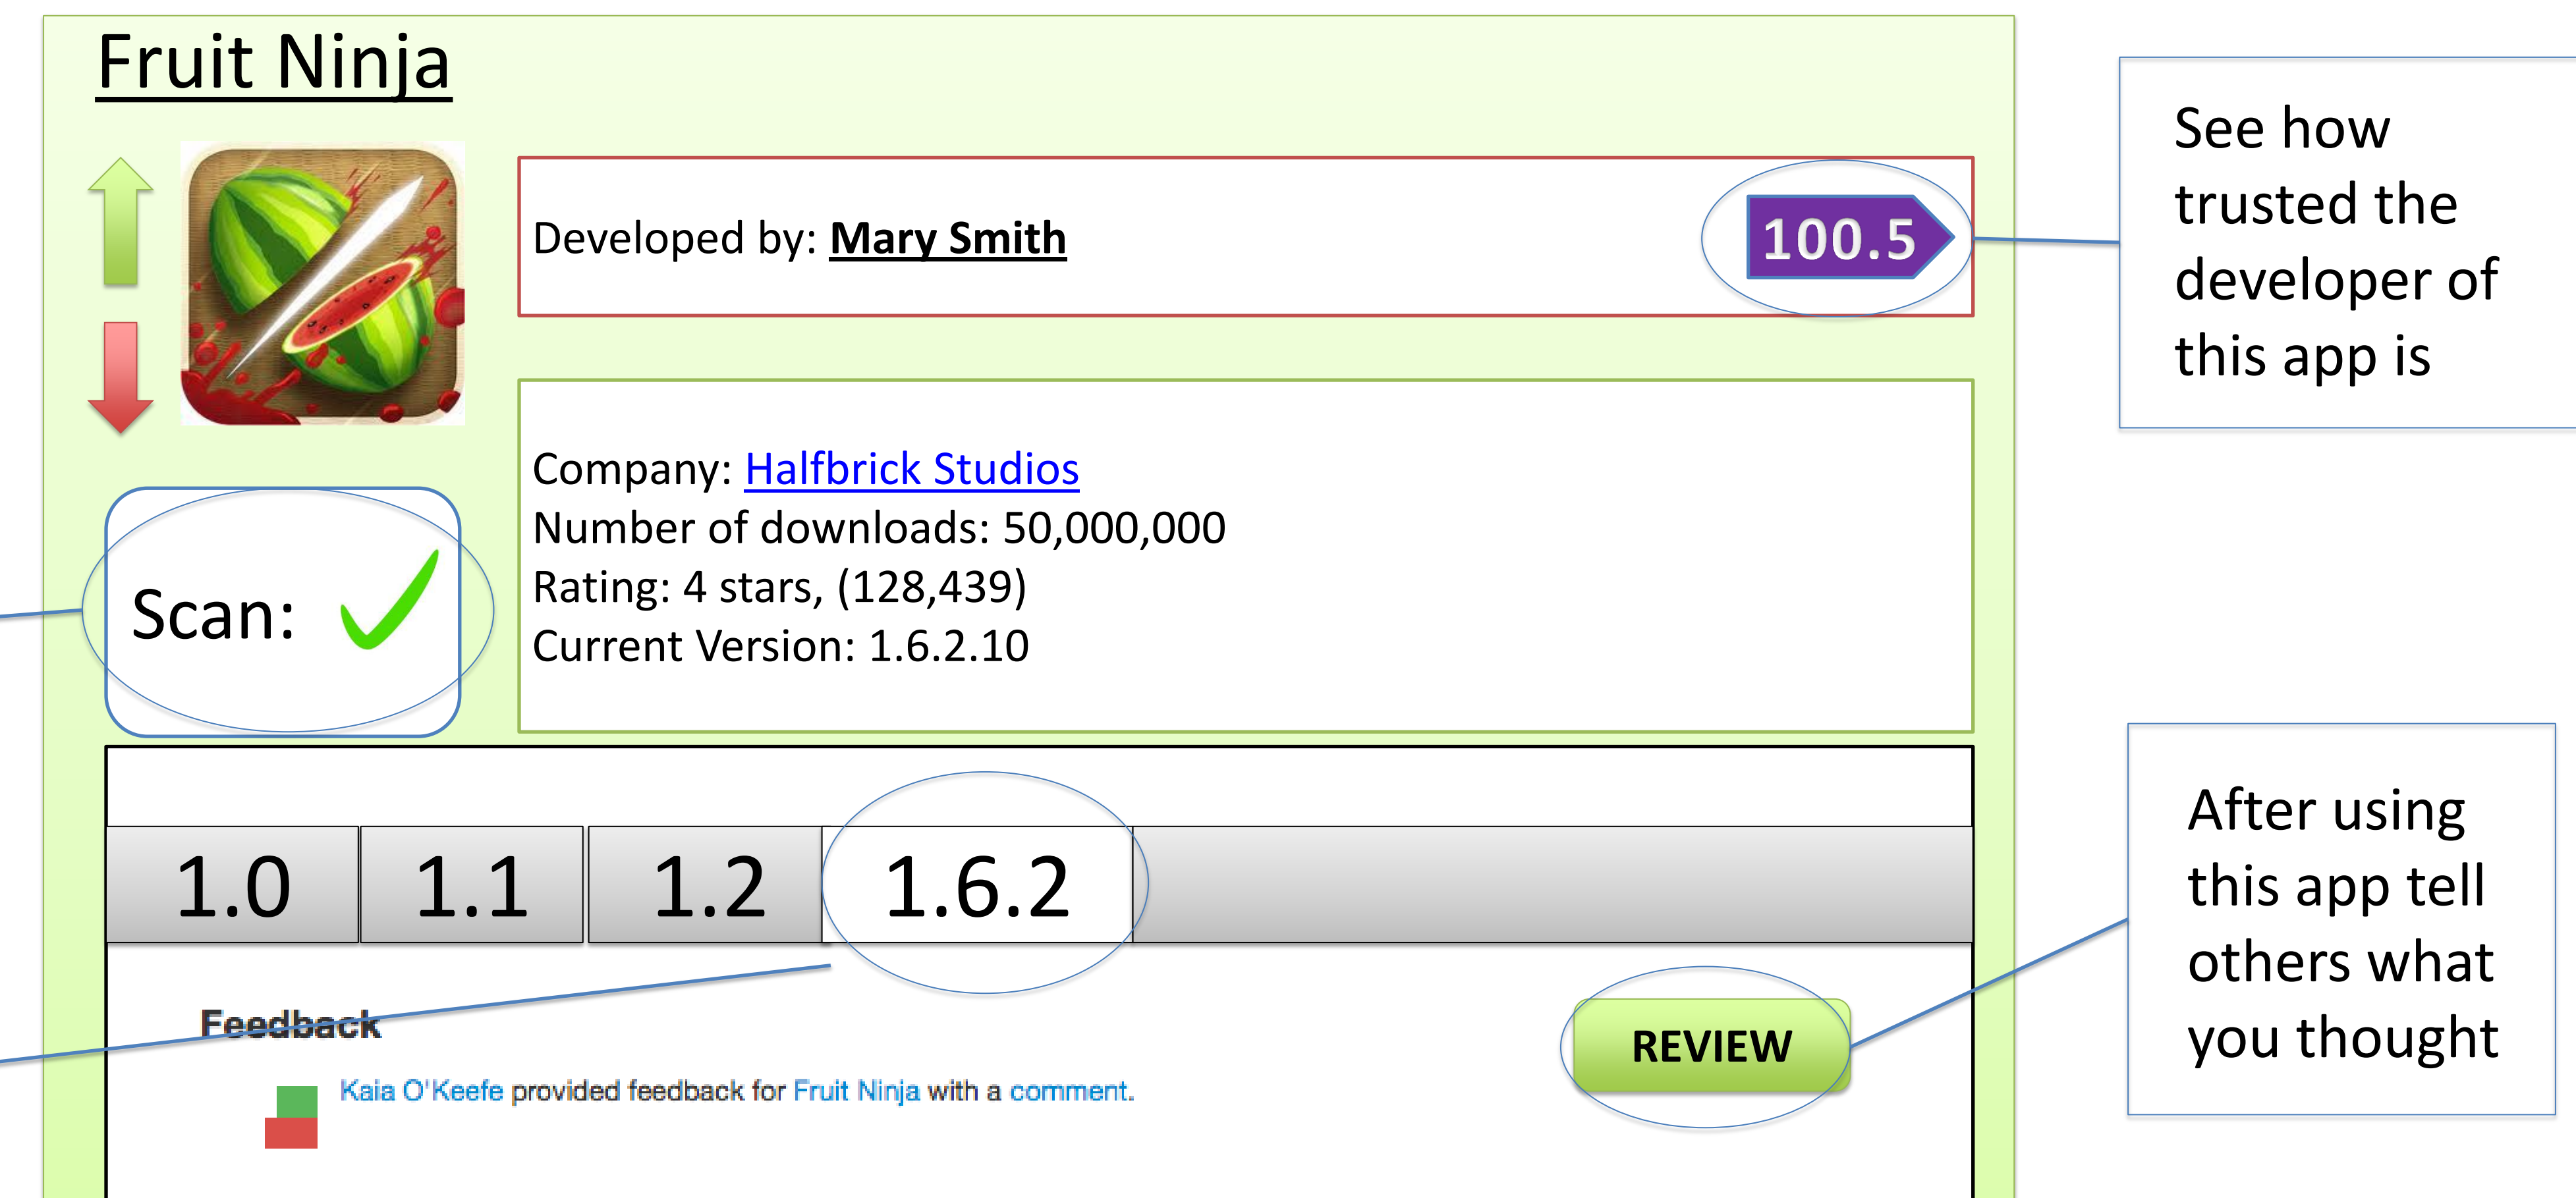 Fruit Ninja
Developed by: Mary Smith
100.5
See how
trusted the
developer of
this app is
Company: Halfbrick Studios
Number of downloads: 50,000,000
Rating: 4 stars, (128,439)
Current Version: 1.6.2.10
Scan:
1.0
1.1
1.2
1.6.2
Feedback
Kaia O'Keefe provided feedback for Fruit Ninja with a comment.
REVIEW
After using
this app tell
others what
you thought